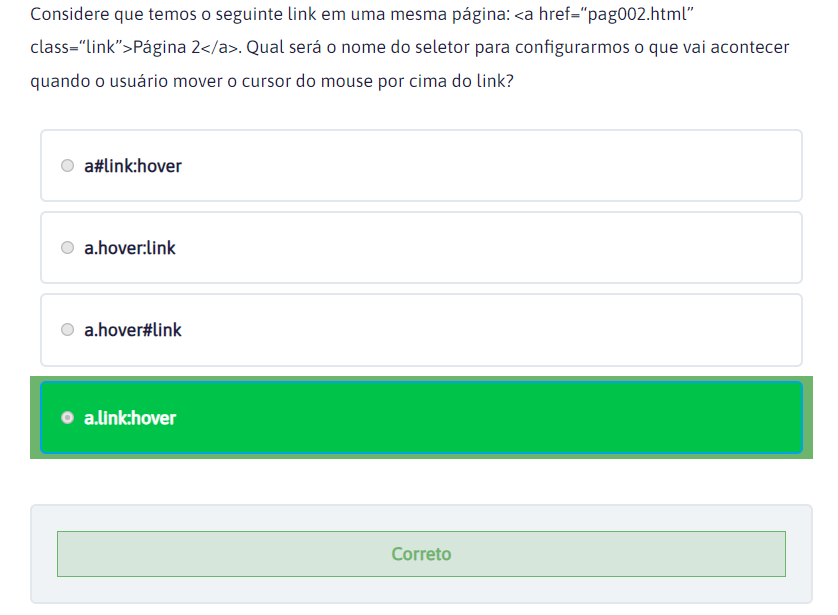 Considere que temos o seguinte link em uma mesma página: <a href=“pag002.html”
class=“link”>Página 2</a>. Qual será o nome do seletor para configurarmos o que vai acontecer
quando o usuário mover o cursor do mouse por cima do link?
a#link:hover
a.hover:link
a.hover#link
a.link:hover
Correto